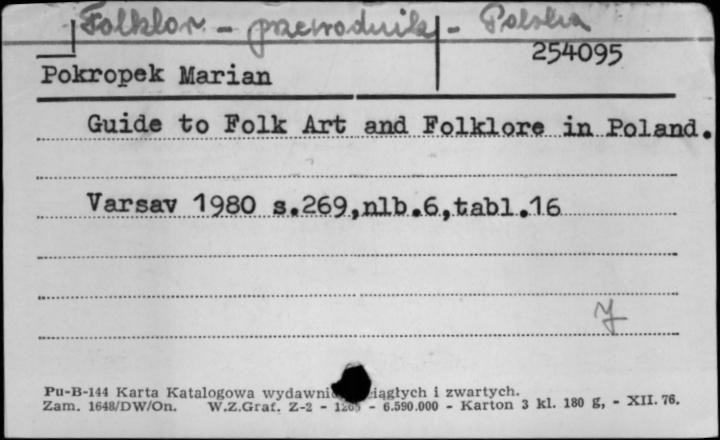 Folklor - przewodnik - Polska
254095
Pokropek Marian
Guide to Folk Art and Folklore in Poland.
Varsav 1980 s.269,nlb.6,tabl.16
Pu-B-144 Karta Katalogowa ciągłych i zwartych.
Zam. 1648/DW/On. W.Z.Graf. Z-2 - - 6.590.000 - Karton 3 kl. 180 g, - XII. 76.